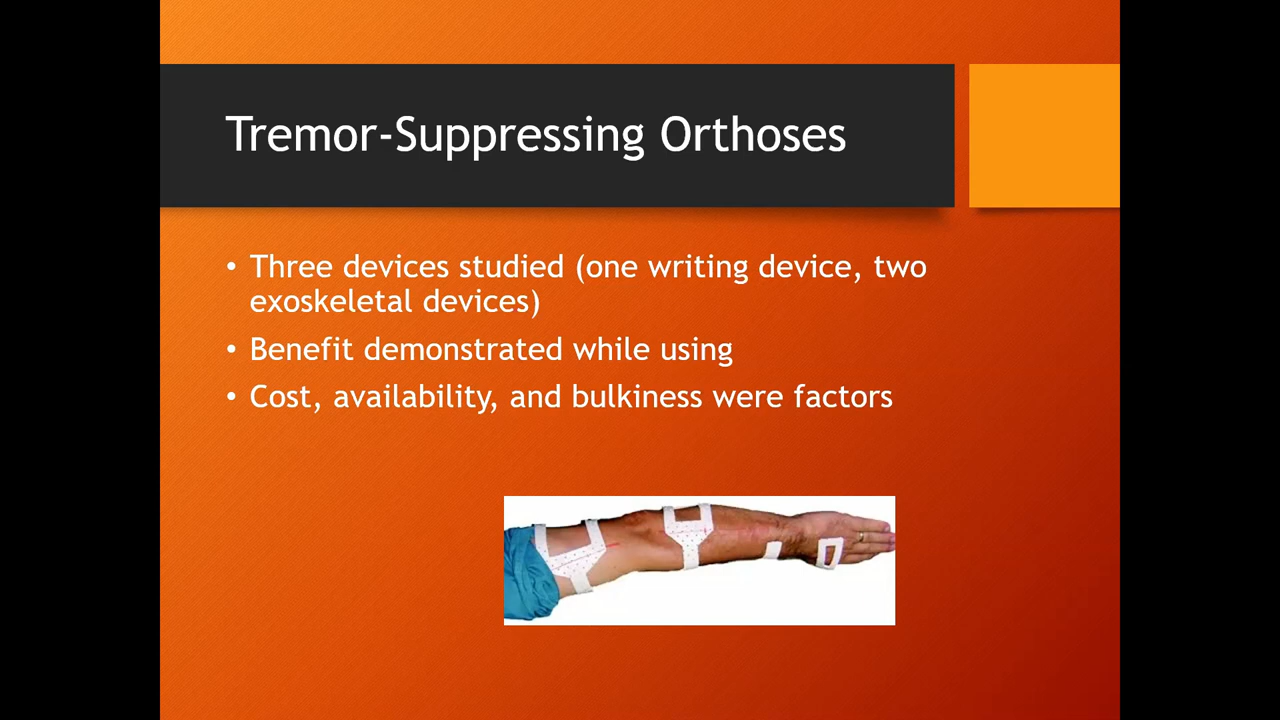 Tremor-Suppressing Orthoses
• Three devices studied (one writing device, two
exoskeletal devices)
• Benefit demonstrated while using
• Cost, availability, and bulkiness were factors